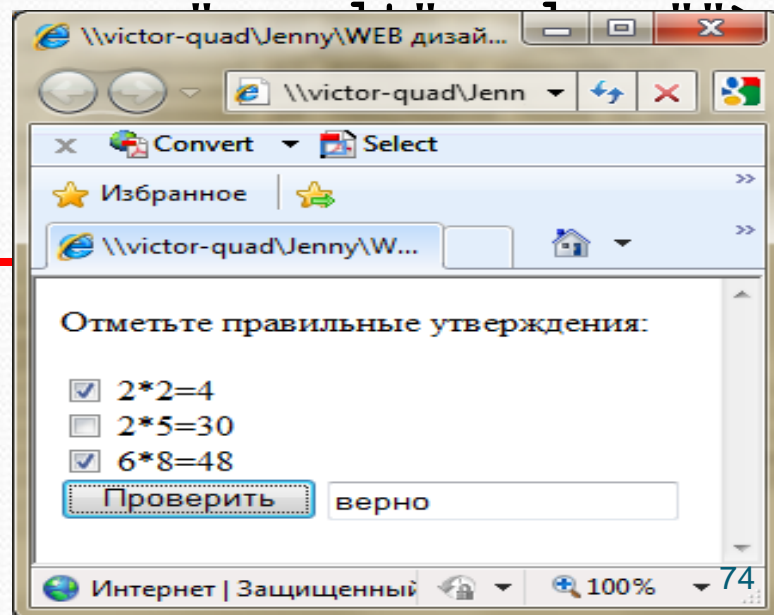 \\victor-quad\Jenny\WEB дизай...
\\victor-quad\Jenn
x Convert Select
Избранное
\\victor-quad\Jenny\W...
Отметьте правильные утверждения:
2*2=4
2*5=30
6*8=48
Проверить верно
Интернет | Защищенный 100% 74